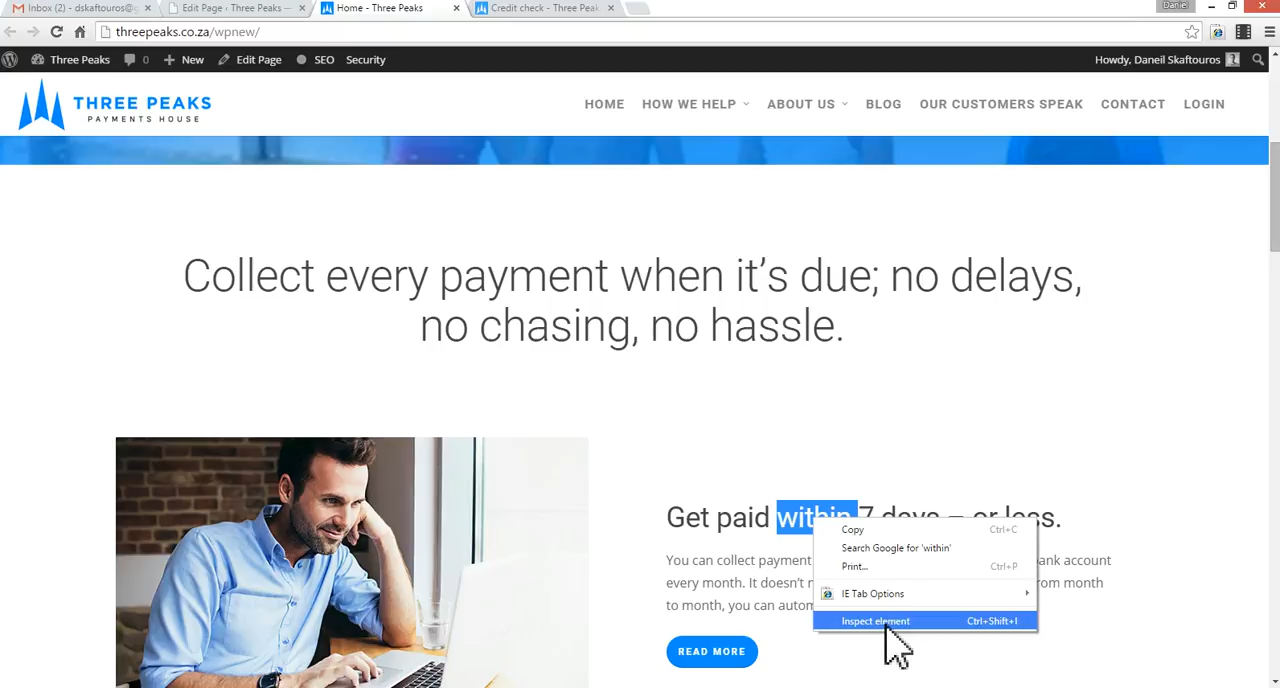 Inbox (2) - dskaftouros@g
Edit Page ‹ Three Peaks —
Home - Three Peaks
Credit check - Three Peak
Daniel
threepeaks.co.za/wpnew/
Three Peaks
0
New
Edit Page
SEO
Security
Howdy, Daneil Skaftouros
THREE PEAKS
PAYMENTS HOUSE
HOME
HOW WE HELP
ABOUT US
BLOG
OUR CUSTOMERS SPEAK
CONTACT
LOGIN
Collect every payment when it's due; no delays,
no chasing, no hassle.
Get paid within 7 days – or less.
You can collect payment ank account
every month. It doesn't rom month
to month, you can autom
READ MORE
Copy Ctrl+C
Search Google for 'within'
Print... Ctrl+P
IE Tab Options
Inspect element Ctrl+Shift+I